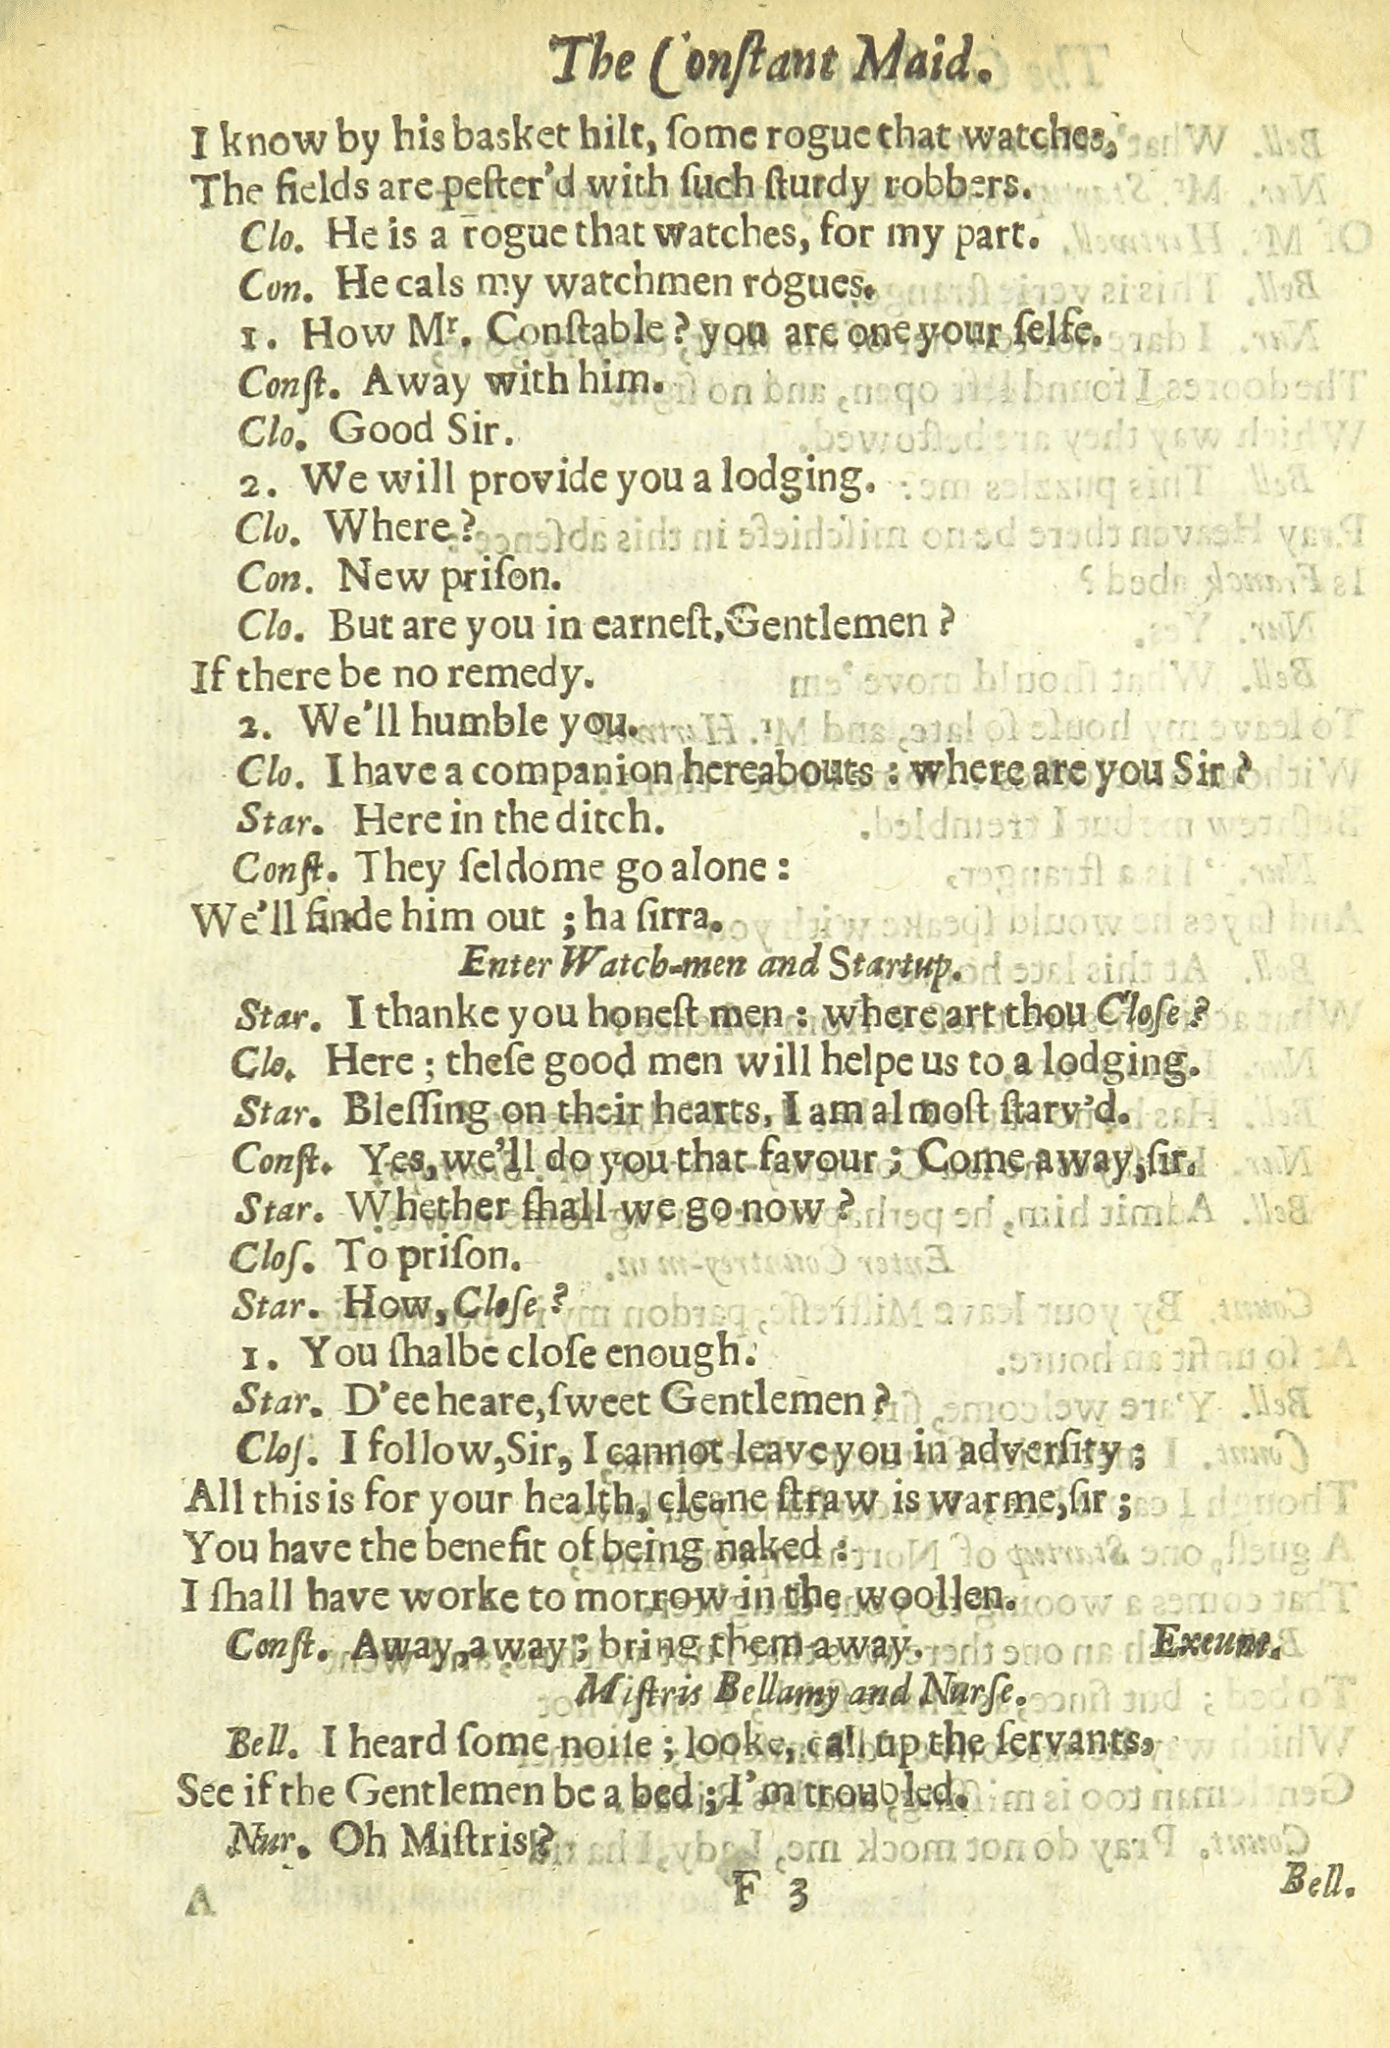 The Conſtant Maid.
I know by his basket hilt, ſome rogue that watches,
The fields are peſter'd with ſuch ſturdy robbers.
Clo. He is a rogue that watches, for my part.
Con. He cals my watchmen rogues.
1. How Mr. Conſtable? you are one your ſelfe.
Conſt. Away with him.
Clo. Good Sir.
2. We will provide you a lodging.
Clo. Where?
Con. New priſon.
Clo. But are you in earneſt, Gentlemen?
If there be no remedy.
2. We'll humble you.
Clo. I have a companion hereabouts: where are you Sir?
Star. Here in the ditch.
Conſt. They ſeldome go alone:
We'll finde him out; ha ſirra.
Enter Watch-men and Startup.
Star. I thanke you honeſt men: where art thou Cloſe?
Clo. Here; theſe good men will helpe us to a lodging.
Star. Bleſſing on their hearts, I am almoſt ſtarv'd.
Conſt. Yes, we'll do you that favour; Come away, ſir.
Star. Whether ſhall we go now?
Cloſ. To priſon.
Star. How, Cloſe?
1. You ſhalbe cloſe enough.
Star. D'ee heare, ſweet Gentlemen?
Cloſ. I follow, Sir, I cannot leave you in adverſity;
All this is for your health, cleane ſtraw is warme, ſir;
You have the benefit of being naked:
I ſhall have worke to morrow in the woollen.
Conſt. Away, away; bring them away. Exeunt.
Miſtris Bellamy and Nurſe.
Bell. I heard ſome noiſe; looke, call up the ſervants,
See if the Gentlemen be a bed; I'm troubled.
Nur. Oh Miſtris?
A F 3 Bell.